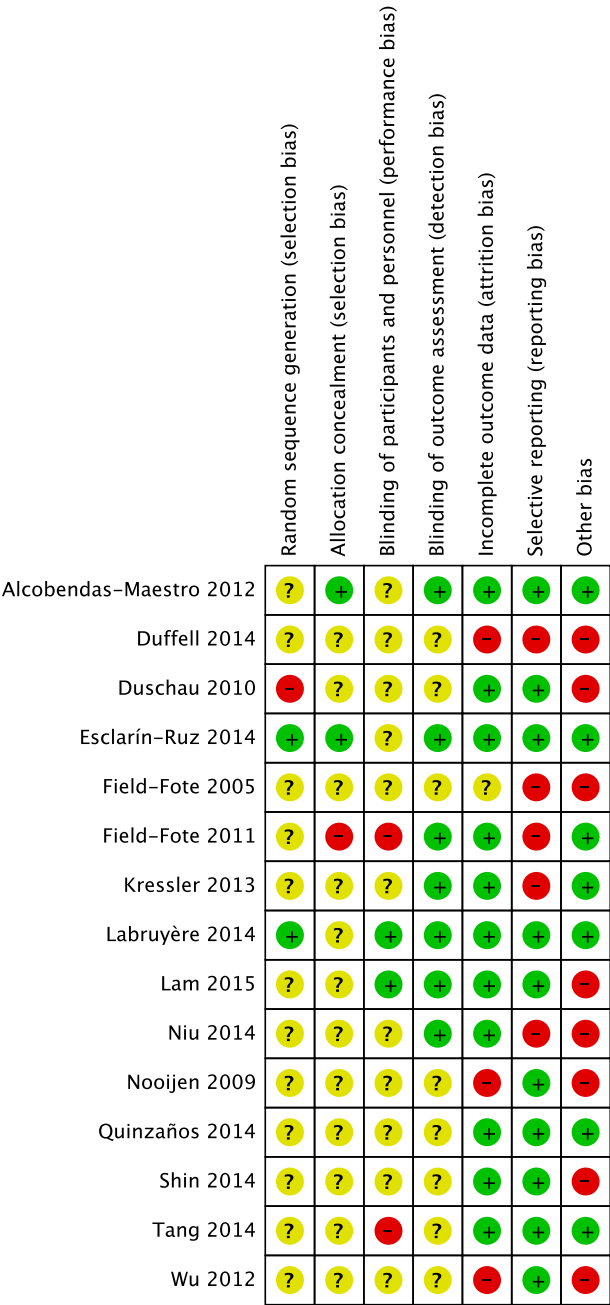 Random sequence generation (selection bias)
Allocation concealment (selection bias)
Blinding of participants and personnel (performance bias)
Blinding of outcome assessment (detection bias)
Incomplete outcome data (attrition bias)
Selective reporting (reporting bias)
Other bias
Alcobendas-Maestro 2012 ? + ? + + + +
Duffell 2014 ? ? ? ? - - -
Duschau 2010 - ? ? ? + + -
Esclarín-Ruz 2014 + + ? + + + +
Field-Fote 2005 ? ? ? ? ? - -
Field-Fote 2011 ? - - + + - +
Kressler 2013 ? ? ? + + - +
Labruyère 2014 + ? + + + + +
Lam 2015 ? ? + + + + -
Niu 2014 ? ? ? + + - -
Nooijen 2009 ? ? ? ? - + -
Quinzaños 2014 ? ? ? ? + + +
Shin 2014 ? ? ? ? + + -
Tang 2014 ? ? - ? + + +
Wu 2012 ? ? ? ? - + -